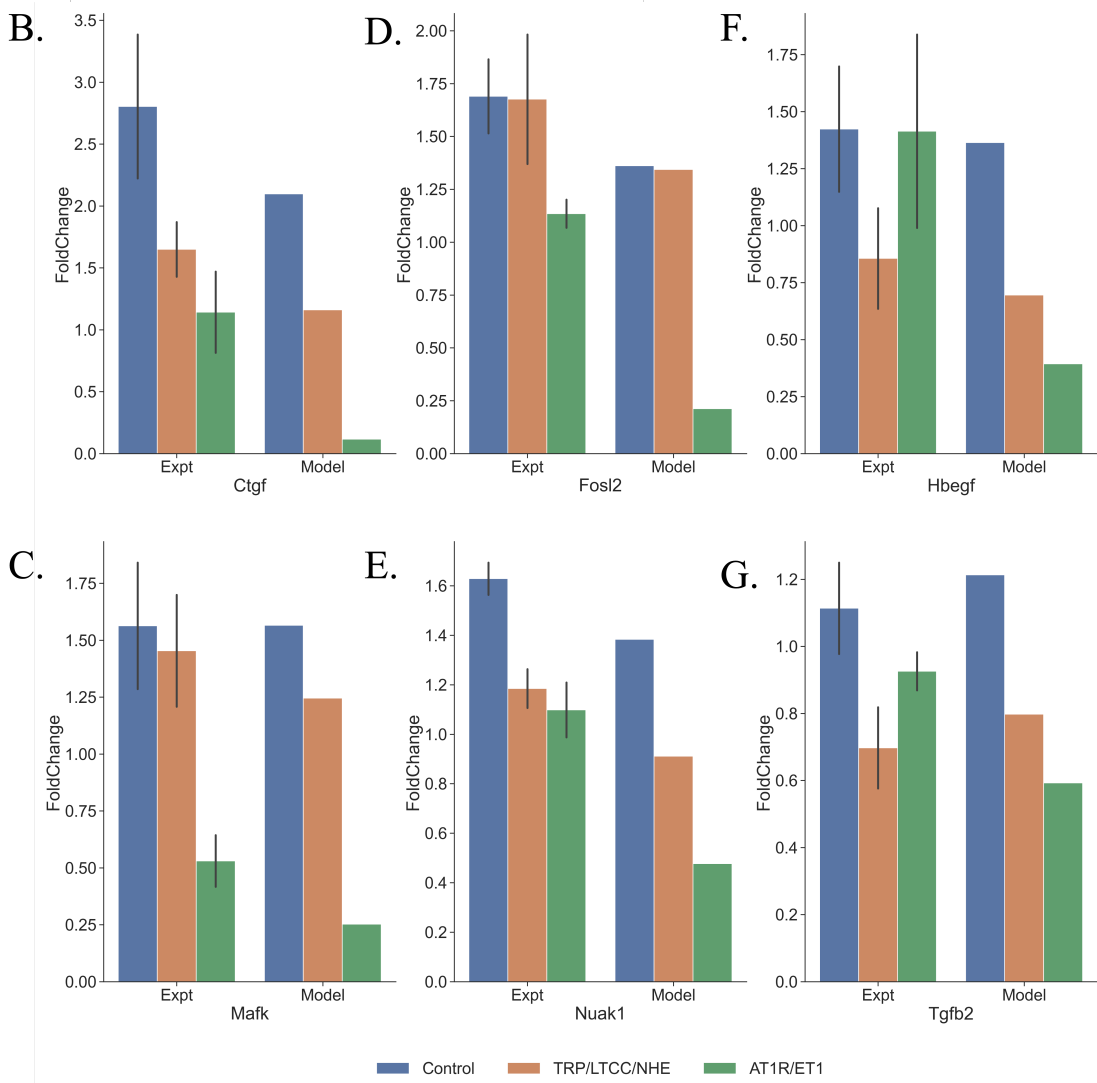 B.
FoldChange
3.5
3.0
2.5
2.0
1.5
1.0
0.5
0.0
Expt Model
Ctgf
D.
FoldChange
2.00
1.75
1.50
1.25
1.00
0.75
0.50
0.25
0.00
Expt Model
Fosl2
F.
FoldChange
1.75
1.50
1.25
1.00
0.75
0.50
0.25
0.00
Expt Model
Hbegf
C.
FoldChange
1.75
1.50
1.25
1.00
0.75
0.50
0.25
0.00
Expt Model
Mafk
E.
FoldChange
1.6
1.4
1.2
1.0
0.8
0.6
0.4
0.2
0.0
Expt Model
Nuak1
G.
FoldChange
1.2
1.0
0.8
0.6
0.4
0.2
0.0
Expt Model
Tgfb2
Control TRP/LTCC/NHE AT1R/ET1